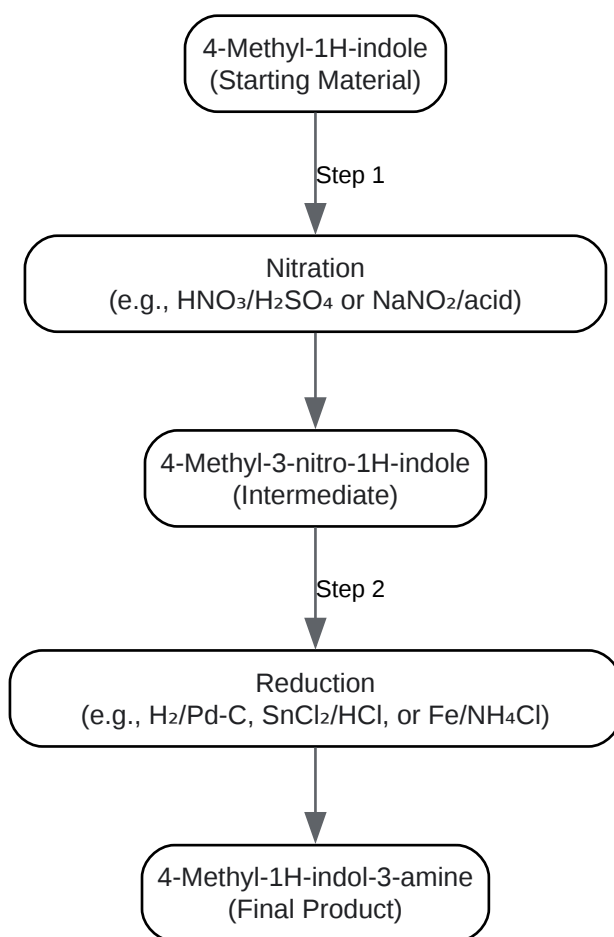 4-Methyl-1H-indole
(Starting Material)
Step 1
Nitration
(e.g., HNO₃/H₂SO₄ or NaNO₂/acid)
4-Methyl-3-nitro-1H-indole
(Intermediate)
Step 2
Reduction
(e.g., H₂/Pd-C, SnCl₂/HCl, or Fe/NH₄Cl)
4-Methyl-1H-indol-3-amine
(Final Product)